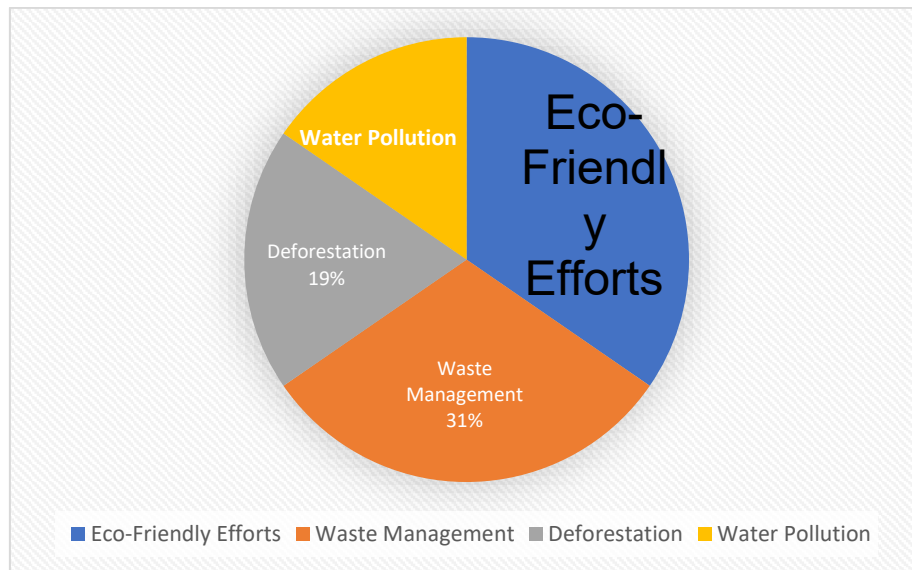 Eco-
Friendl
y
Efforts
Water Pollution
Deforestation
19%
Waste
Management
31%
Eco-Friendly Efforts Waste Management Deforestation Water Pollution